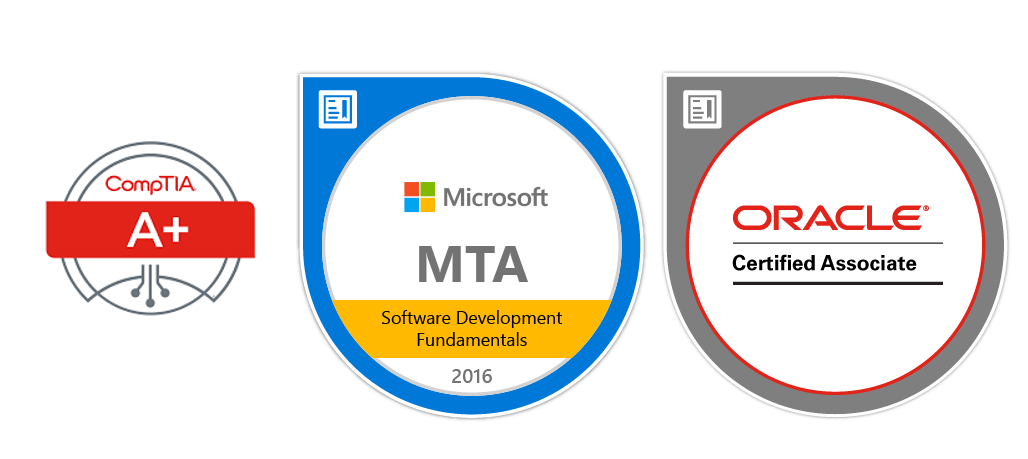 CompTIA.
A+
Microsoft
MTA
Software Development
Fundamentals
2016
ORACLE®
Certified Associate